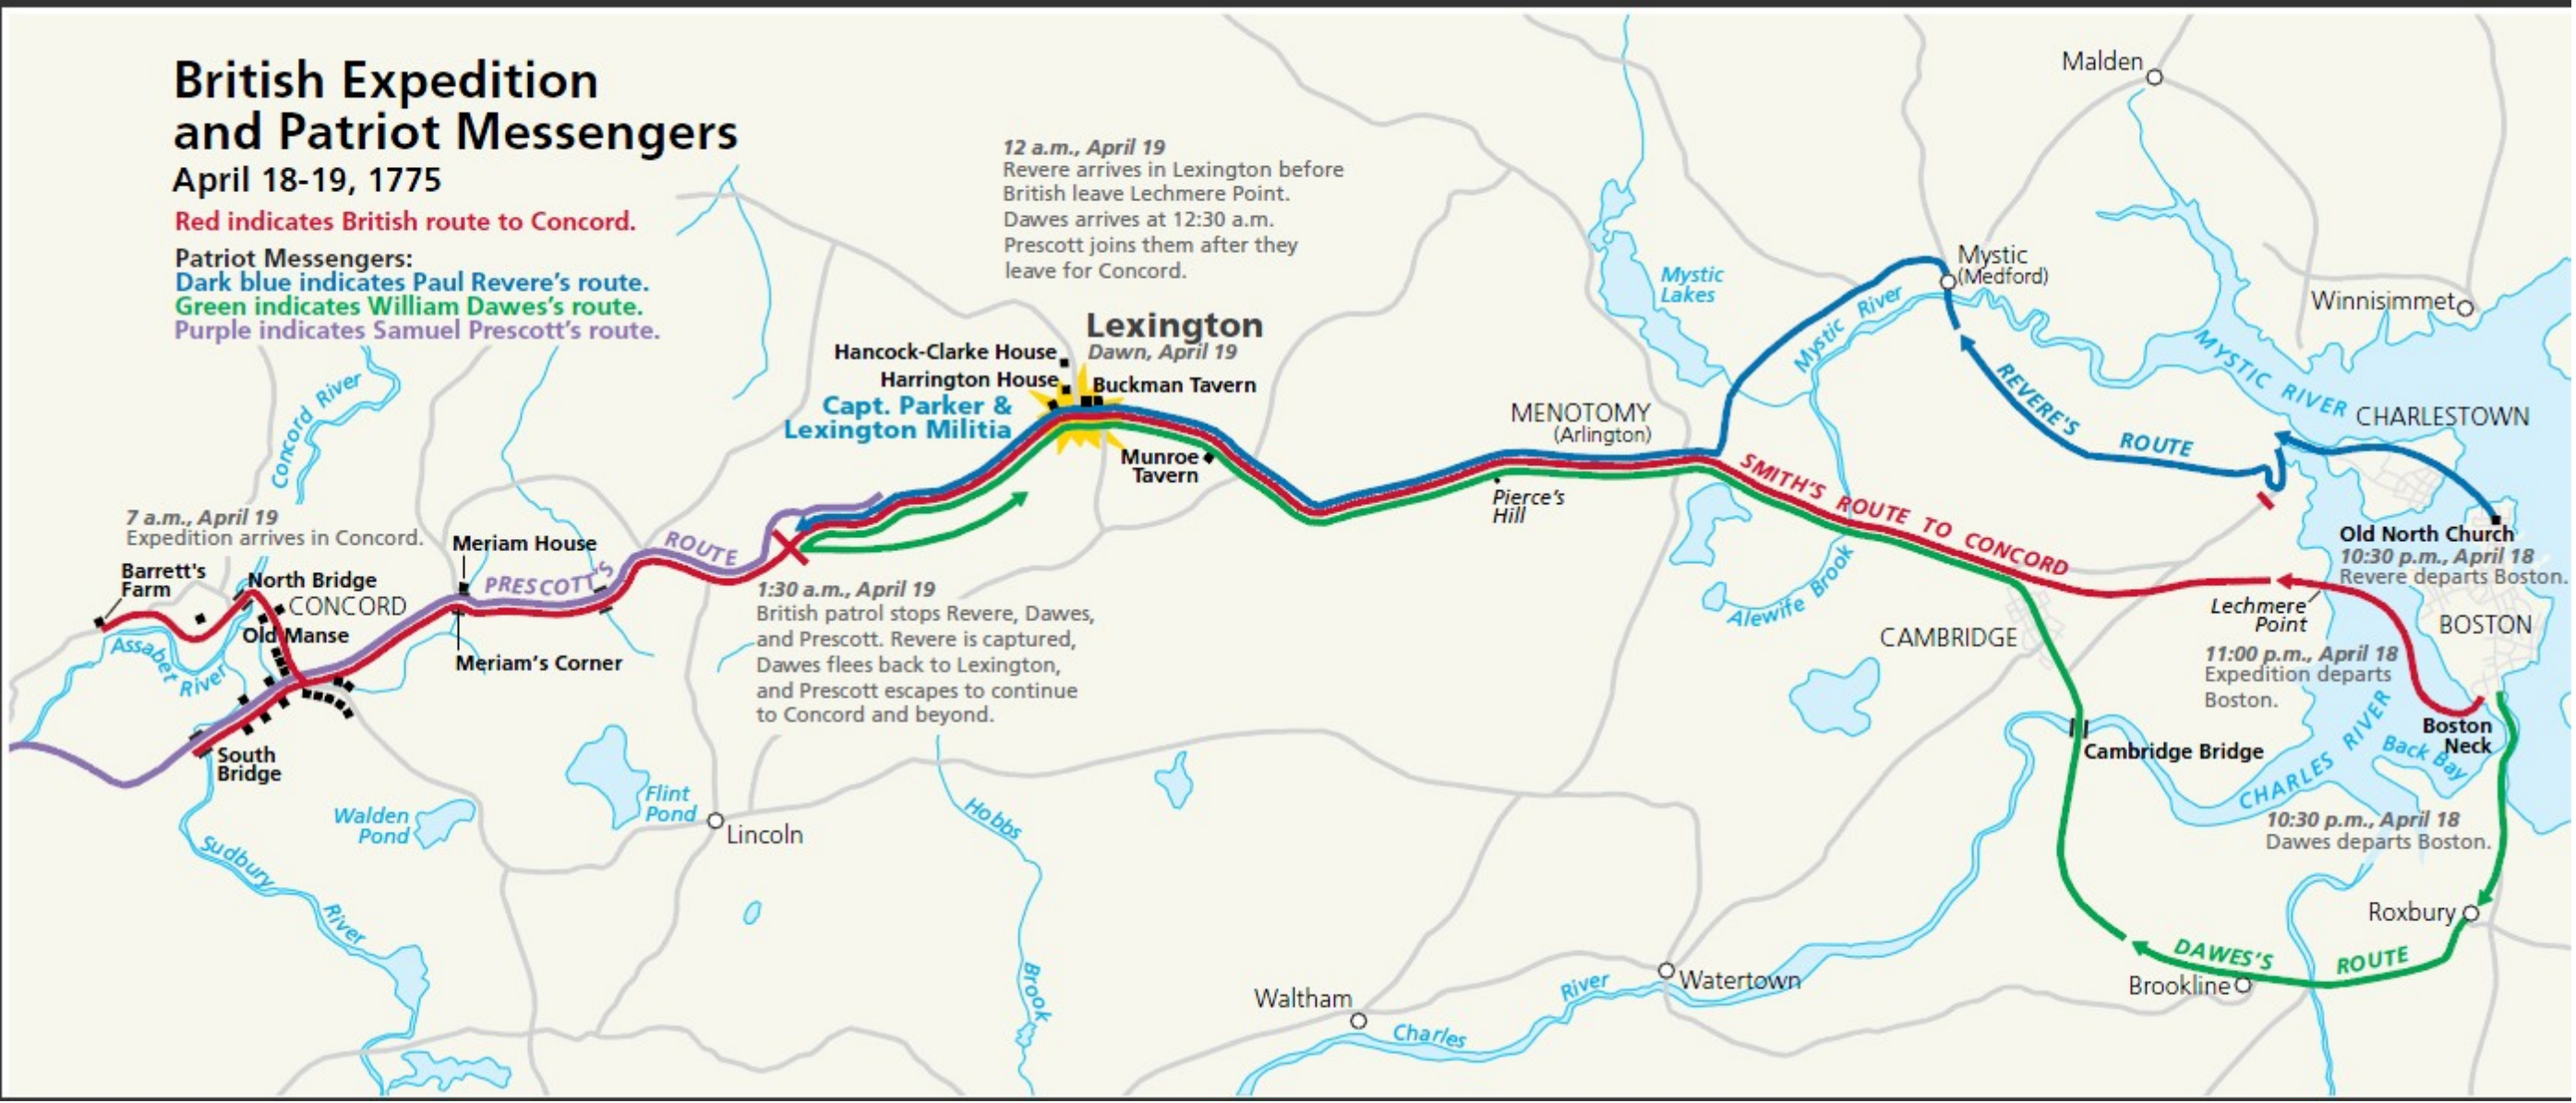 British Expedition
and Patriot Messengers
April 18-19, 1775
Red indicates British route to Concord.
Patriot Messengers:
Dark blue indicates Paul Revere's route.
Green indicates William Dawes's route.
Purple indicates Samuel Prescott's route.
12 a.m., April 19
Revere arrives in Lexington before
British leave Lechmere Point.
Dawes arrives at 12:30 a.m.
Prescott joins them after they
leave for Concord.
Malden
Mystic
(Medford)
Mystic
Lakes
Mystic River
Winnisimmet
MYSTIC RIVER
CHARLESTOWN
REVERE'S ROUTE
Lexington
Dawn, April 19
Hancock-Clarke House
Harrington House
Buckman Tavern
Capt. Parker &
Lexington Militia
Munroe
Tavern
MENOTOMY
(Arlington)
Pierce's
Hill
SMITH'S ROUTE TO CONCORD
Alewife Brook
Old North Church
10:30 p.m., April 18
Revere departs Boston.
Lechmere
Point
BOSTON
CAMBRIDGE
11:00 p.m., April 18
Expedition departs
Boston.
Boston
Neck
Back Bay
CHARLES RIVER
Cambridge Bridge
10:30 p.m., April 18
Dawes departs Boston.
Roxbury
DAWES'S ROUTE
Brookline
Concord River
7 a.m., April 19
Expedition arrives in Concord.
Barrett's
Farm
North Bridge
CONCORD
Old Manse
Meriam House
PRESCOTT'S ROUTE
Meriam's Corner
Assabet River
South
Bridge
1:30 a.m., April 19
British patrol stops Revere, Dawes,
and Prescott. Revere is captured,
Dawes flees back to Lexington,
and Prescott escapes to continue
to Concord and beyond.
Walden
Pond
Flint
Pond
Lincoln
Sudbury River
Hobbs Brook
Waltham
Watertown
Charles River